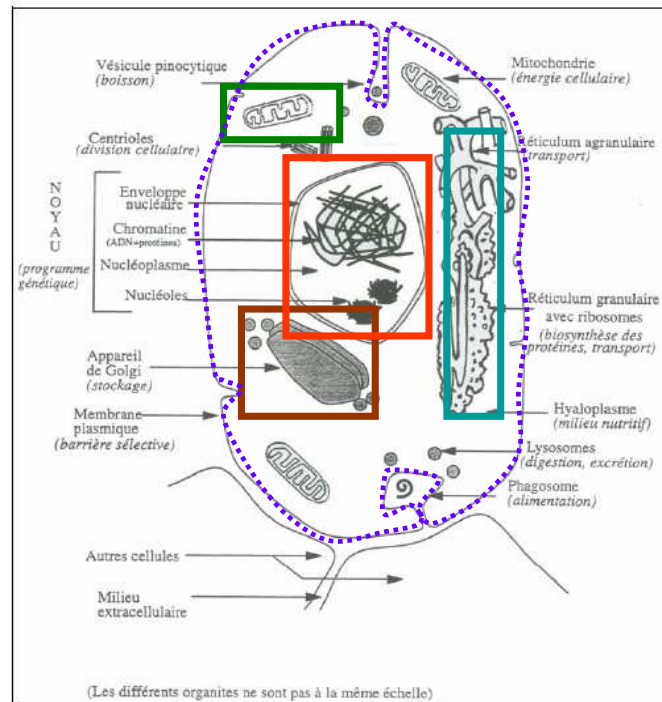 Vésicule pinocytique
(boisson)
Mitochondrie
(énergie cellulaire)
Centrioles
(division cellulaire)
Réticulum agranulaire
(transport)
NOYAU
(programme
génétique)
Enveloppe
nucléaire
Chromatine
(ADN+protéines)
Nucléoplasme
Nucléoles
Réticulum granulaire
avec ribosomes
(biosynthèse des
protéines, transport)
Appareil
de Golgi
(stockage)
Membrane
plasmique
(barrière sélective)
Hyaloplasme
(milieu nutritif)
Lysosomes
(digestion, excrétion)
Phagosome
(alimentation)
Autres cellules
Milieu
extracellulaire
(Les différents organites ne sont pas à la même échelle)